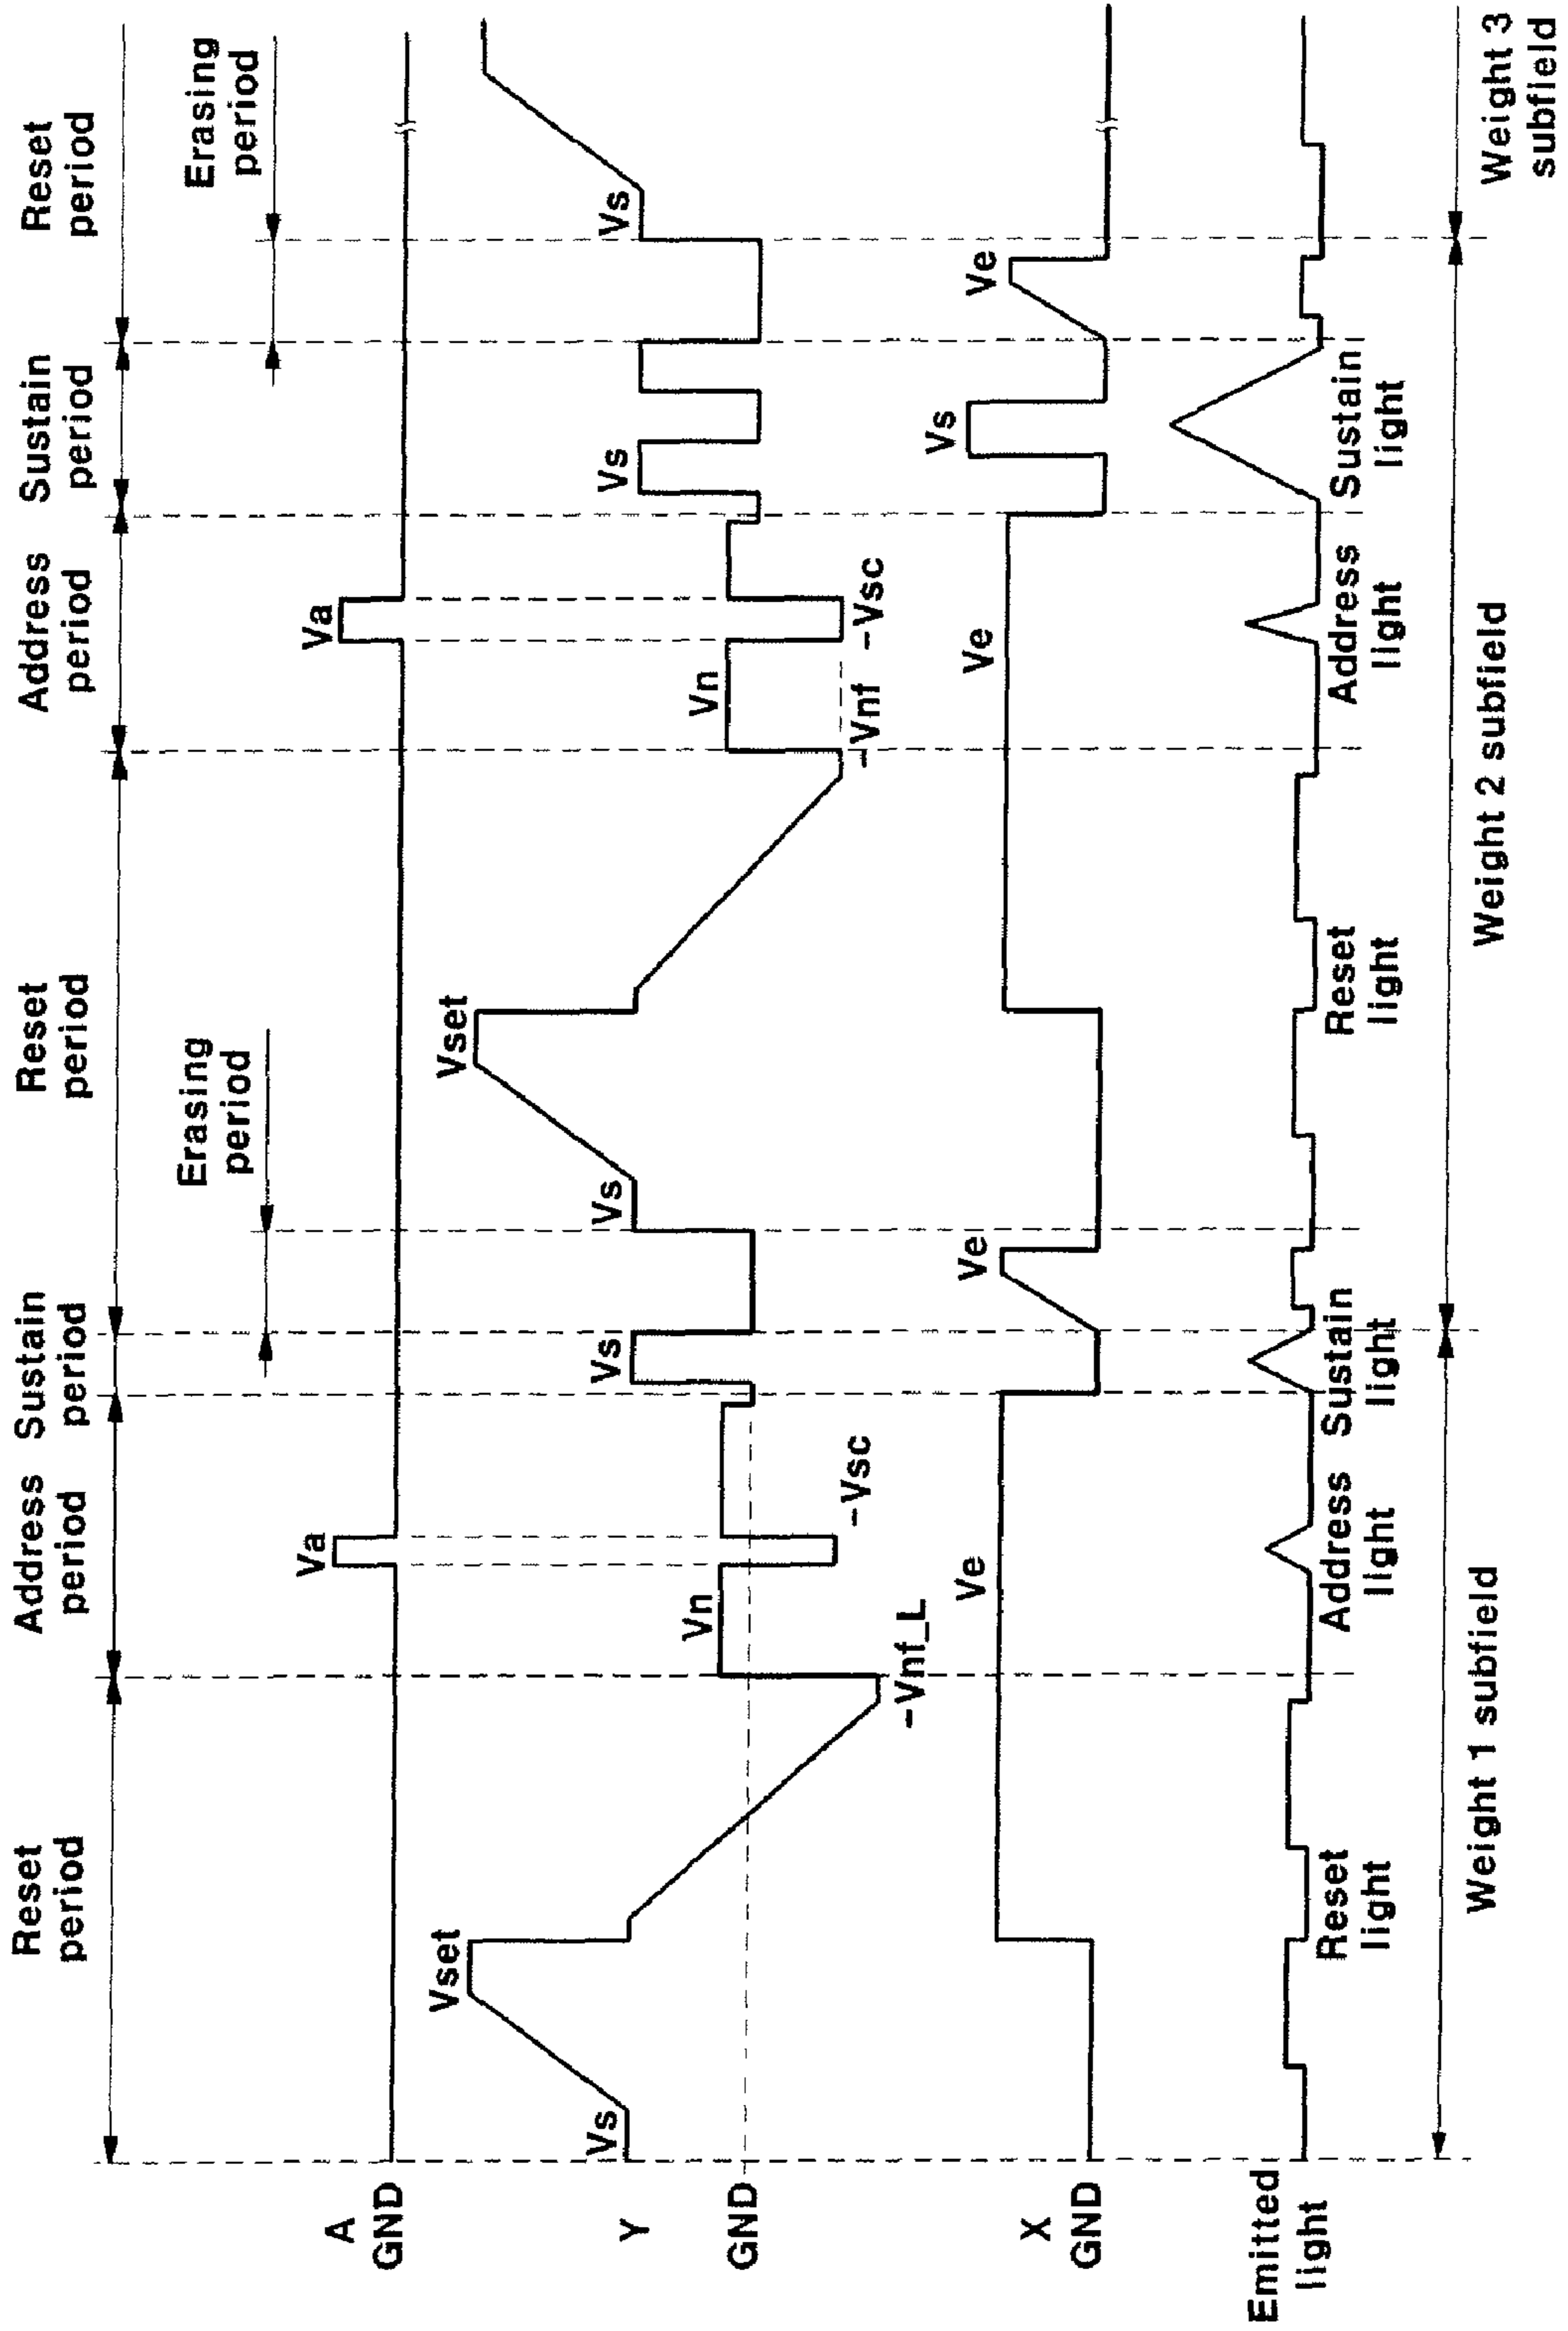 Reset
period
Address
period
Sustain
period
Reset
period
Address
period
Sustain
period
Reset
period
Erasing
period
Erasing
period
A
GND
Va
Va
Y
GND
Vs
Vset
-Vnf_L
Vn
-Vsc
Vs
Vs
Vset
-Vnf
Vn
-Vsc
Vs
Vs
X
GND
Ve
Ve
Ve
Vs
Ve
Emitted
light
Reset
light
Address
light
Sustain
light
Reset
light
Address
light
Sustain
light
Weight 1 subfield
Weight 2 subfield
Weight 3
subfield